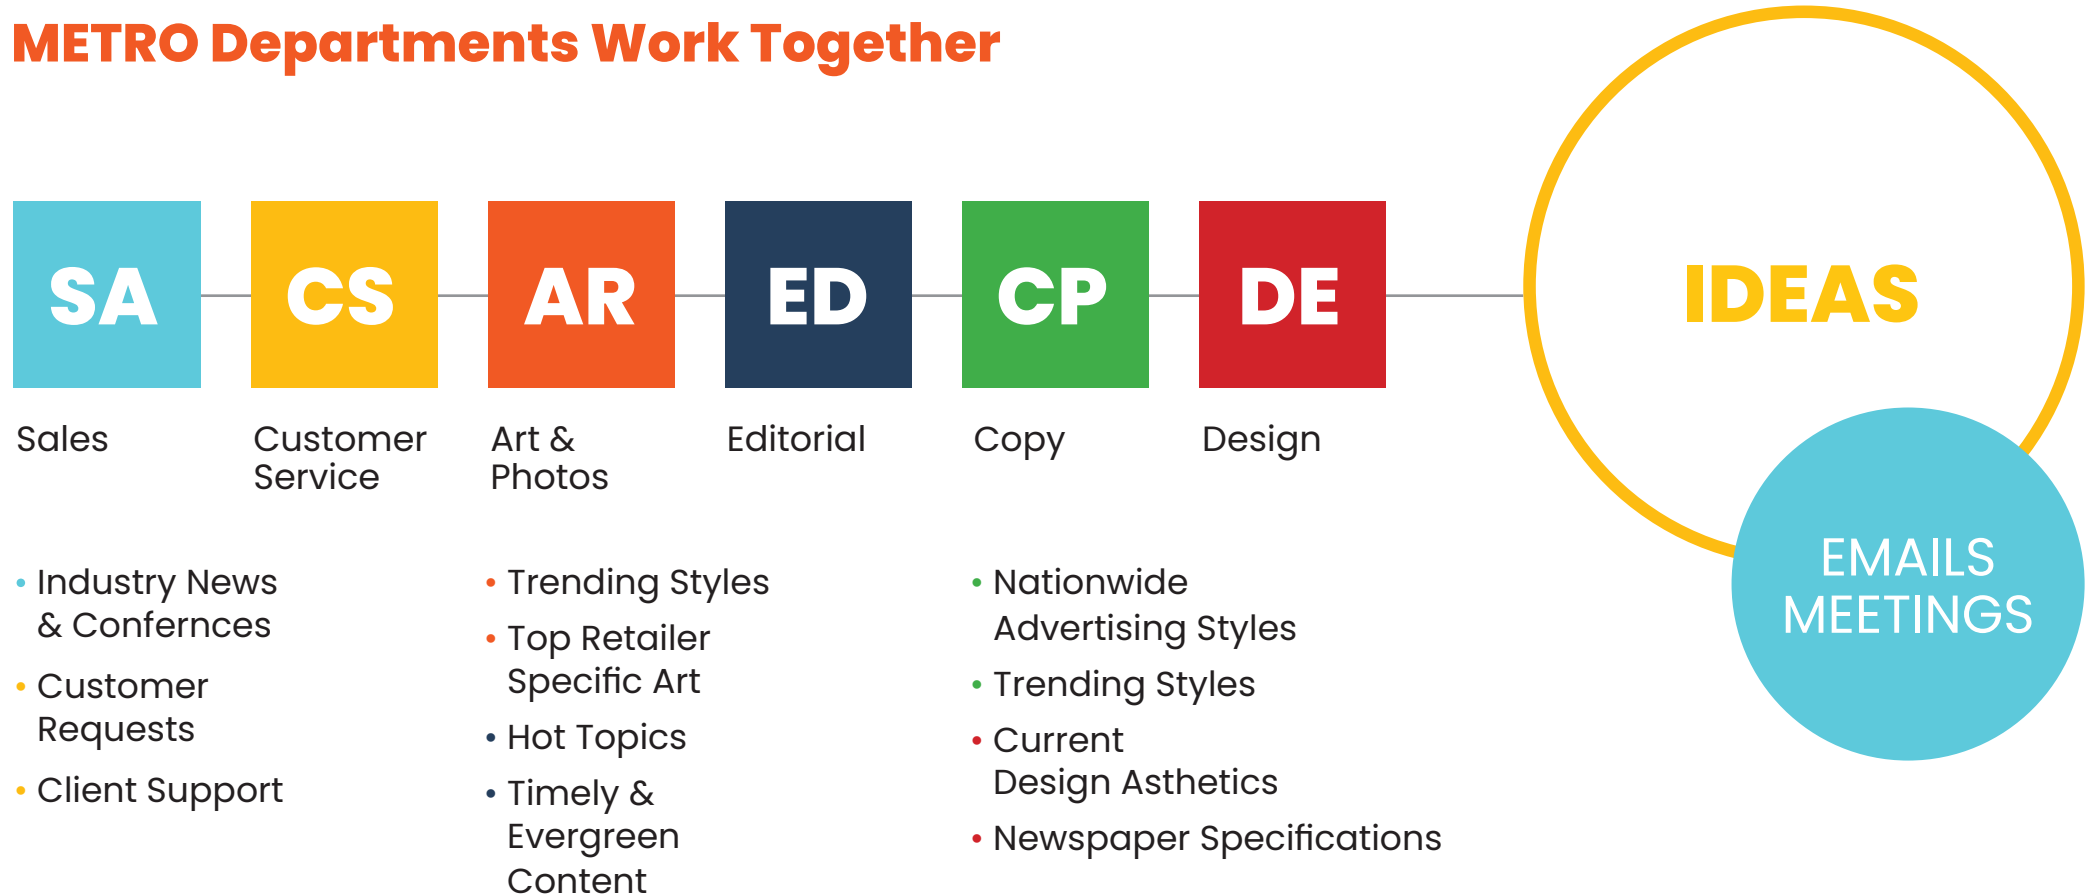 METRO Departments Work Together
SA
CS
AR
ED
CP
DE
IDEAS
Sales
Customer
Service
Art &
Photos
Editorial
Copy
Design
• Industry News
& Confernces
• Customer
Requests
• Client Support
• Trending Styles
• Top Retailer
Specific Art
• Hot Topics
• Timely &
Evergreen
Content
• Nationwide
Advertising Styles
• Trending Styles
• Current
Design Asthetics
• Newspaper Specifications
EMAILS
MEETINGS